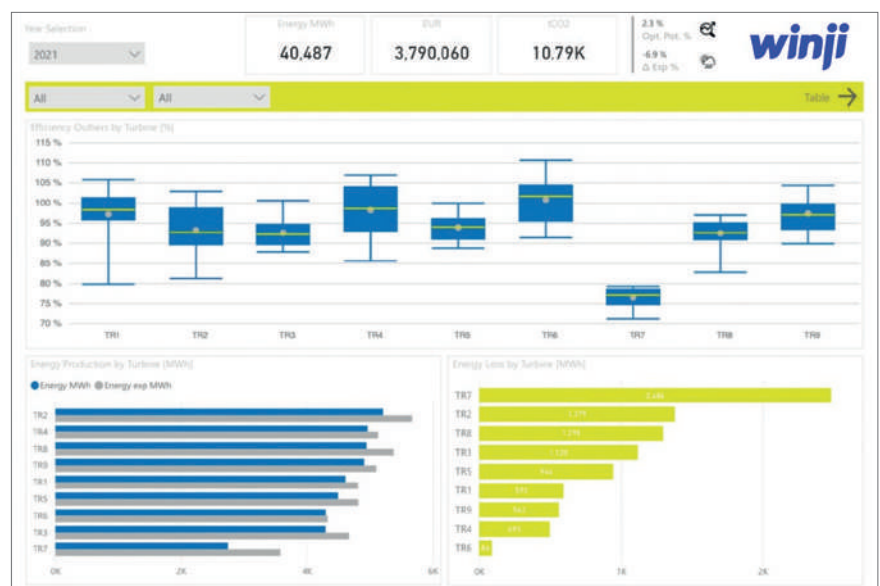 Year Selection
2021
Energy MWh
40,487
EUR
3,790,060
tCO2
10.79K
2.3 %
Opt. Pot. %
-6.9 %
Δ Exp %
winji
All
All
Table
Efficiency Outliers by Turbine [%]
115 %
110 %
105 %
100 %
95 %
90 %
85 %
80 %
75 %
70 %
TR1 TR2 TR3 TR4 TR5 TR6 TR7 TR8 TR9
Energy Production by Turbine [MWh]
Energy MWh Energy exp MWh
TR2
TR4
TR8
TR9
TR1
TR5
TR6
TR3
TR7
0K 2K 4K 6K
Energy Loss by Turbine [MWh]
TR7
TR2
TR8
TR3
TR5
TR1
TR9
TR4
TR6
0K 1K 2K